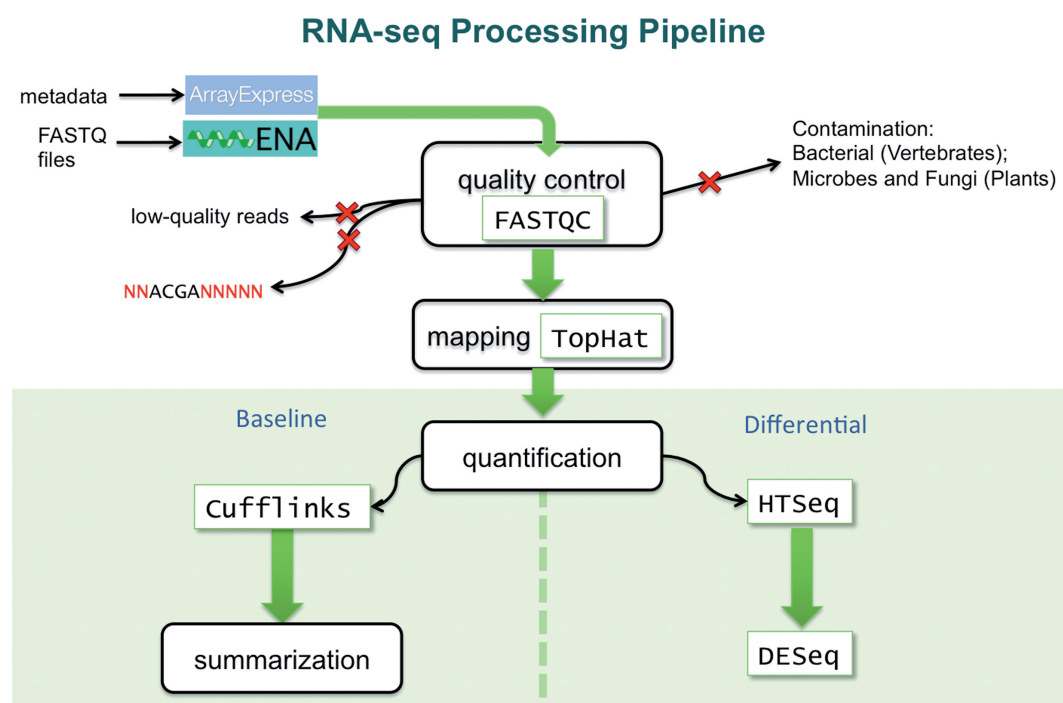 RNA-seq Processing Pipeline
metadata
ArrayExpress
FASTQ
files
ENA
Contamination:
Bacterial (Vertebrates);
Microbes and Fungi (Plants)
quality control
FASTQC
low-quality reads
NNACGANNNNN
mapping
TopHat
Baseline
Differential
quantification
Cufflinks
HTSeq
summarization
DESeq